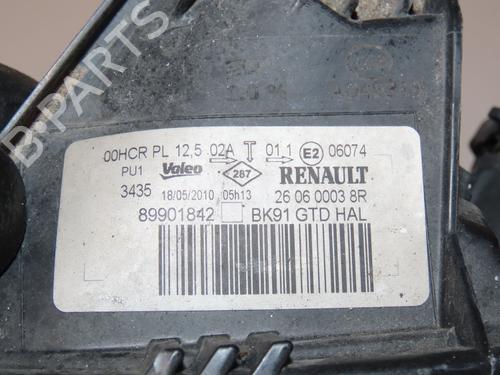 B-PARTS
00HCR PL 12,5 02A 01,1 E2 06074
PU1 Valeo 287 RENAULT
3435 18/05/2010 05h13 26 06 0003 8R
89901842 BK91 GTD HAL